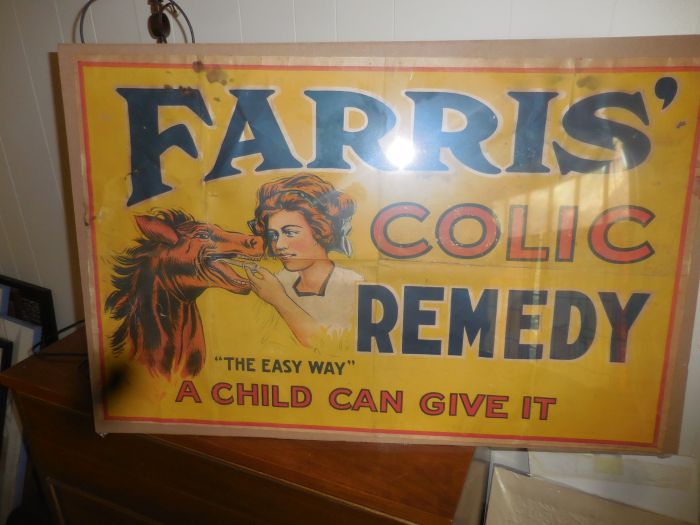 FARRIS'
COLIC
REMEDY
"THE EASY WAY"
A CHILD CAN GIVE IT